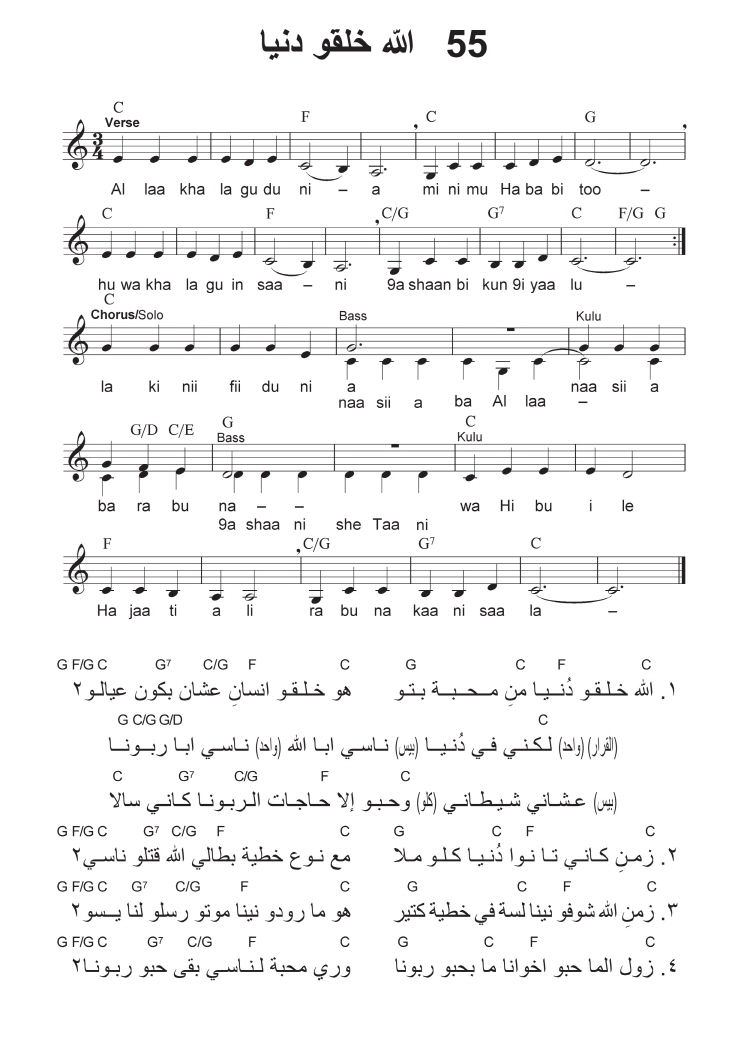 55 الله خلقو دنيا
C F C G
Verse
Al laa kha la gu du ni – a mi ni mu Ha ba bi too –
C F C/G G7 C F/G G
hu wa kha la gu in saa – ni 9a shaan bi kun 9i yaa lu –
C
Chorus/Solo Bass Kulu
la ki nii fii du ni a naa sii a
naa sii a ba Al laa –
G/D C/E G C
Bass Kulu
ba ra bu na – – wa Hi bu i le
9a shaa ni she Taa ni
F C/G G7 C
Ha jaa ti a li ra bu na kaa ni saa la –
G F/G C G7 C/G F C G C F C
١. الله خلقو دُنيا منِ محبة بتو هو خلقو انسانِ عشان بكون عيالو٢
G C/G G/D C
(القرار) (واحد) لكني في دُنيا (بيس) ناسي ابا الله (واحد) ناسي ابا ربونا
C G7 C/G F C
(بيس) عشاني شيطاني (كلو) وحبو إلا حاجات الربونا كاني سالا
G F/G C G7 C/G F C G C F C
٢. زمنِ كاني تا نوا دُنيا كلو ملا مع نوع خطية بطالي الله قتلو ناسي٢
G F/G C G7 C/G F C G C F C
٣. زمنِ الله شوفو نينا لسة في خطية كتير هو ما رودو نينا موتو رسلو لنا يسو٢
G F/G C G7 C/G F C G C F C
٤. زول الما حبو اخوانا ما بحبو ربونا وري محبة لناسي بقى حبو ربونا٢